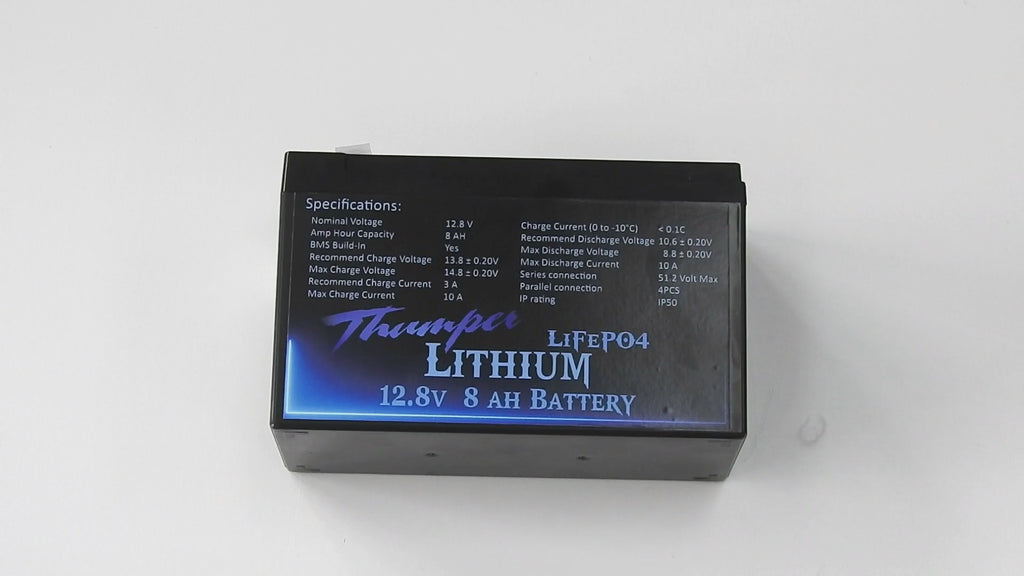 Specifications:
Nominal Voltage 12.8 V
Amp Hour Capacity 8 AH
BMS Build-In Yes
Recommend Charge Voltage 13.8 ± 0.20V
Max Charge Voltage 14.8 ± 0.20V
Recommend Charge Current 3 A
Max Charge Current 10 A
Charge Current (0 to -10°C) < 0.1C
Recommend Discharge Voltage 10.6 ± 0.20V
Max Discharge Voltage 8.8 ± 0.20V
Max Discharge Current 10 A
Series connection 51.2 Volt Max
Parallel connection 4PCS
IP rating IP50
Thumper
LiFePO4
LITHIUM
12.8V 8 AH BATTERY